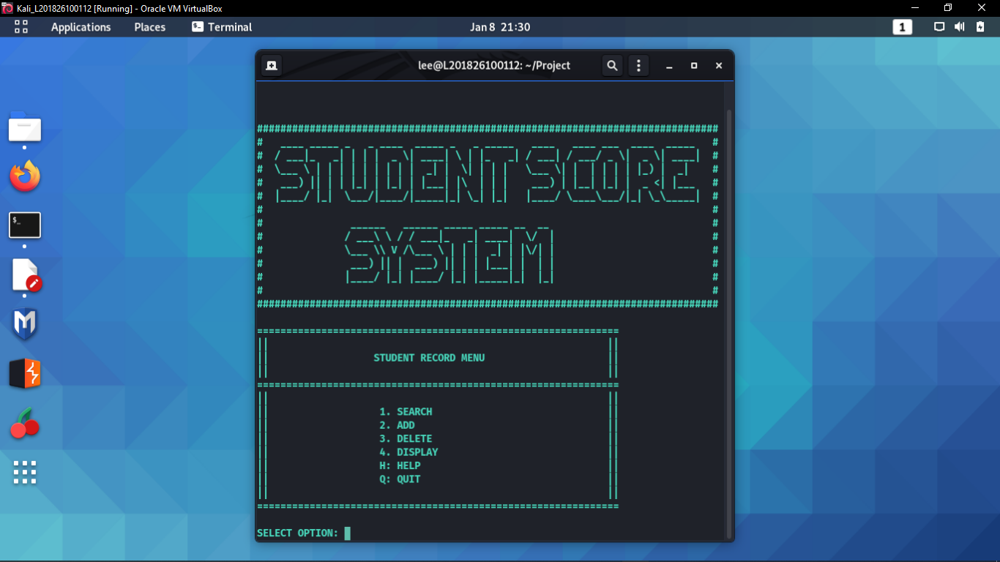 Kali_L201826100112 [Running] - Oracle VM VirtualBox
Applications Places Terminal Jan 8 21:30 1
lee@L201826100112: ~/Project
STUDENT SCORE
SYSTEM
STUDENT RECORD MENU
1. SEARCH
2. ADD
3. DELETE
4. DISPLAY
H: HELP
Q: QUIT
SELECT OPTION: